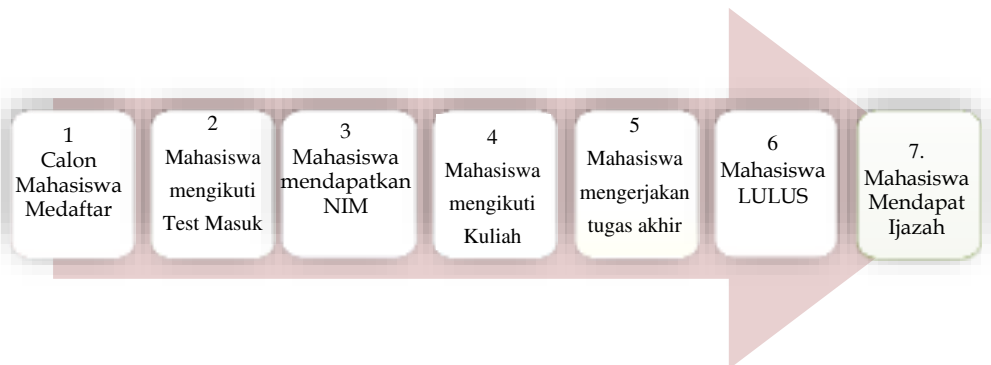 1
Calon
Mahasiswa
Medaftar
2
Mahasiswa
mengikuti
Test Masuk
3
Mahasiswa
mendapatkan
NIM
4
Mahasiswa
mengikuti
Kuliah
5
Mahasiswa
mengerjakan
tugas akhir
6
Mahasiswa
LULUS
7.
Mahasiswa
Mendapat
Ijazah